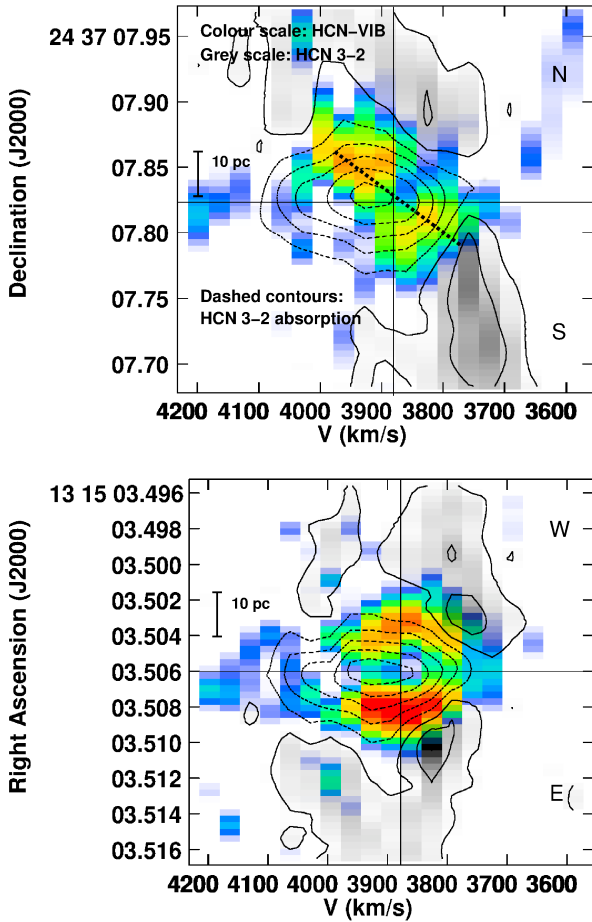 24 37 07.95
Colour scale: HCN-VIB
Grey scale: HCN 3-2
N
07.90
07.85
10 pc
07.80
07.75
Dashed contours:
HCN 3-2 absorption
S
07.70
Declination (J2000)
4200 4100 4000 3900 3800 3700 3600
V (km/s)
13 15 03.496
03.498
W
03.500
03.502
10 pc
03.504
03.506
03.508
03.510
03.512
E
03.514
03.516
Right Ascension (J2000)
4200 4100 4000 3900 3800 3700 3600
V (km/s)